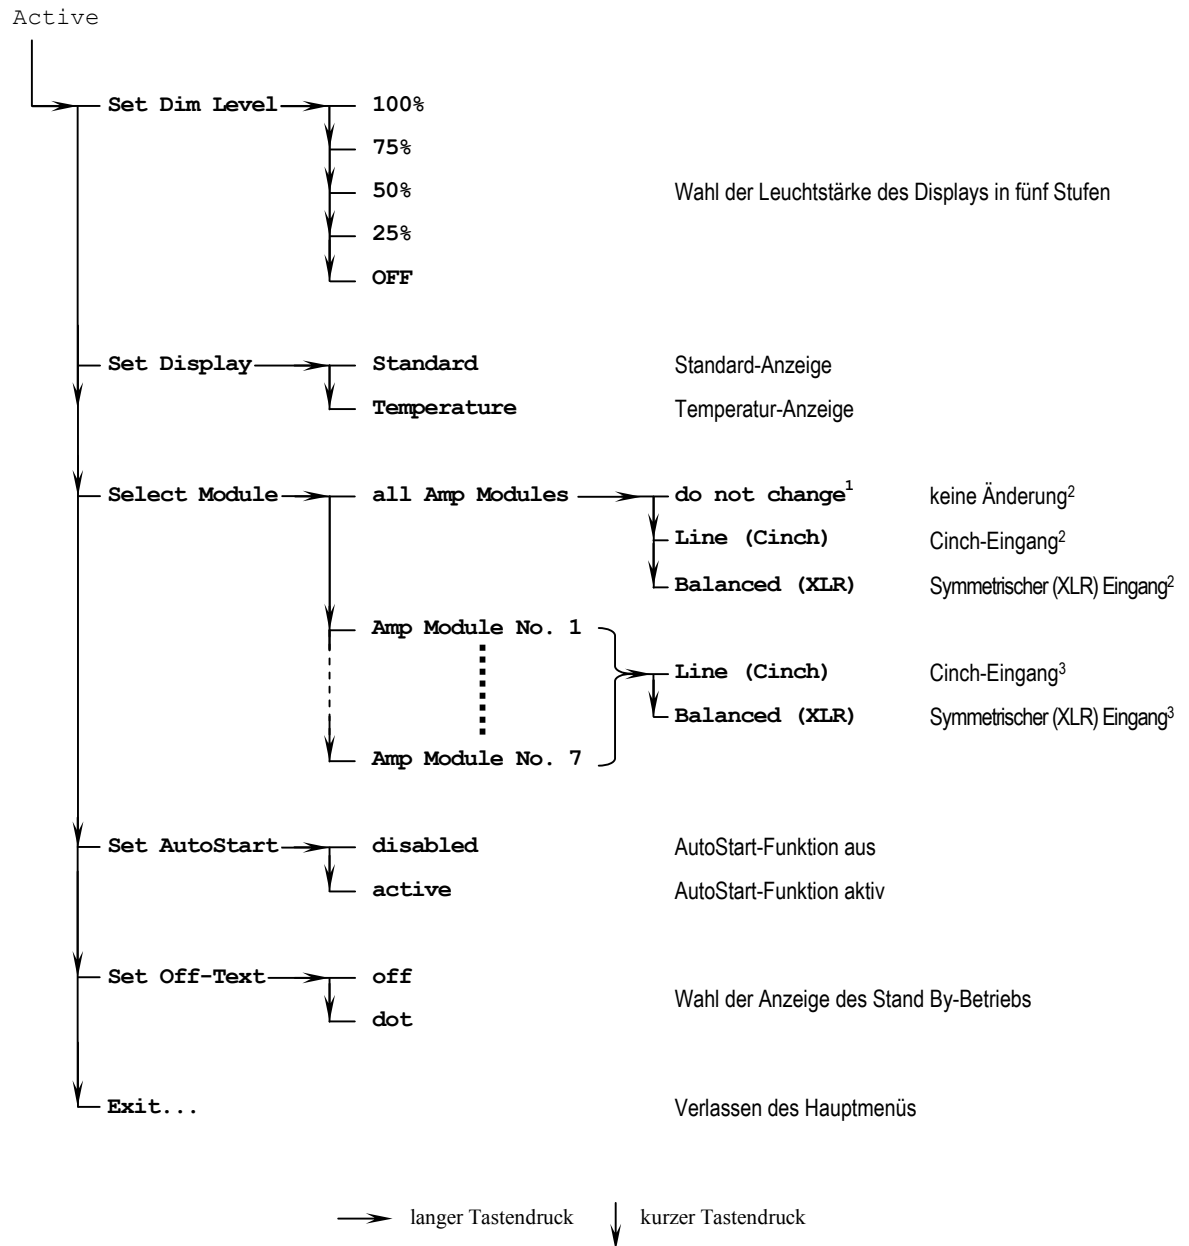 Active
Set Dim Level 100%
75%
50% Wahl der Leuchtstärke des Displays in fünf Stufen
25%
OFF
Set Display Standard Standard-Anzeige
Temperature Temperatur-Anzeige
Select Module all Amp Modules do not change¹ keine Änderung²
Line (Cinch) Cinch-Eingang²
Balanced (XLR) Symmetrischer (XLR) Eingang²
Amp Module No. 1
Line (Cinch) Cinch-Eingang³
Balanced (XLR) Symmetrischer (XLR) Eingang³
Amp Module No. 7
Set AutoStart disabled AutoStart-Funktion aus
active AutoStart-Funktion aktiv
Set Off-Text off
Wahl der Anzeige des Stand By-Betriebs
dot
Exit... Verlassen des Hauptmenüs
langer Tastendruck kurzer Tastendruck